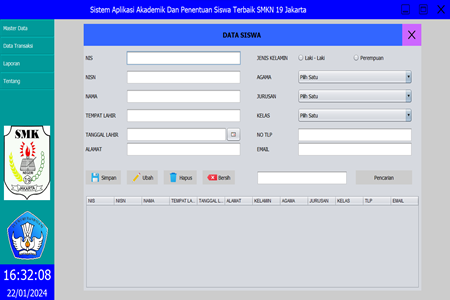 Sistem Aplikasi Akademik Dan Penentuan Siswa Terbaik SMKN 19 Jakarta
Master Data
Data Transaksi
Laporan
Tentang
SMK
JAKARTA
16:32:08
22/01/2024
DATA SISWA
X
NIS
NISN
NAMA
TEMPAT LAHIR
TANGGAL LAHIR
ALAMAT
JENIS KELAMIN
Laki - Laki
Perempuan
AGAMA
Pilih Satu
JURUSAN
Pilih Satu
KELAS
Pilih Satu
NO TLP
EMAIL
Simpan
Ubah
Hapus
Bersih
Pencarian
NIS NISN NAMA TEMPAT LA... TANGGAL L... ALAMAT KELAMIN AGAMA JURUSAN KELAS TLP EMAIL